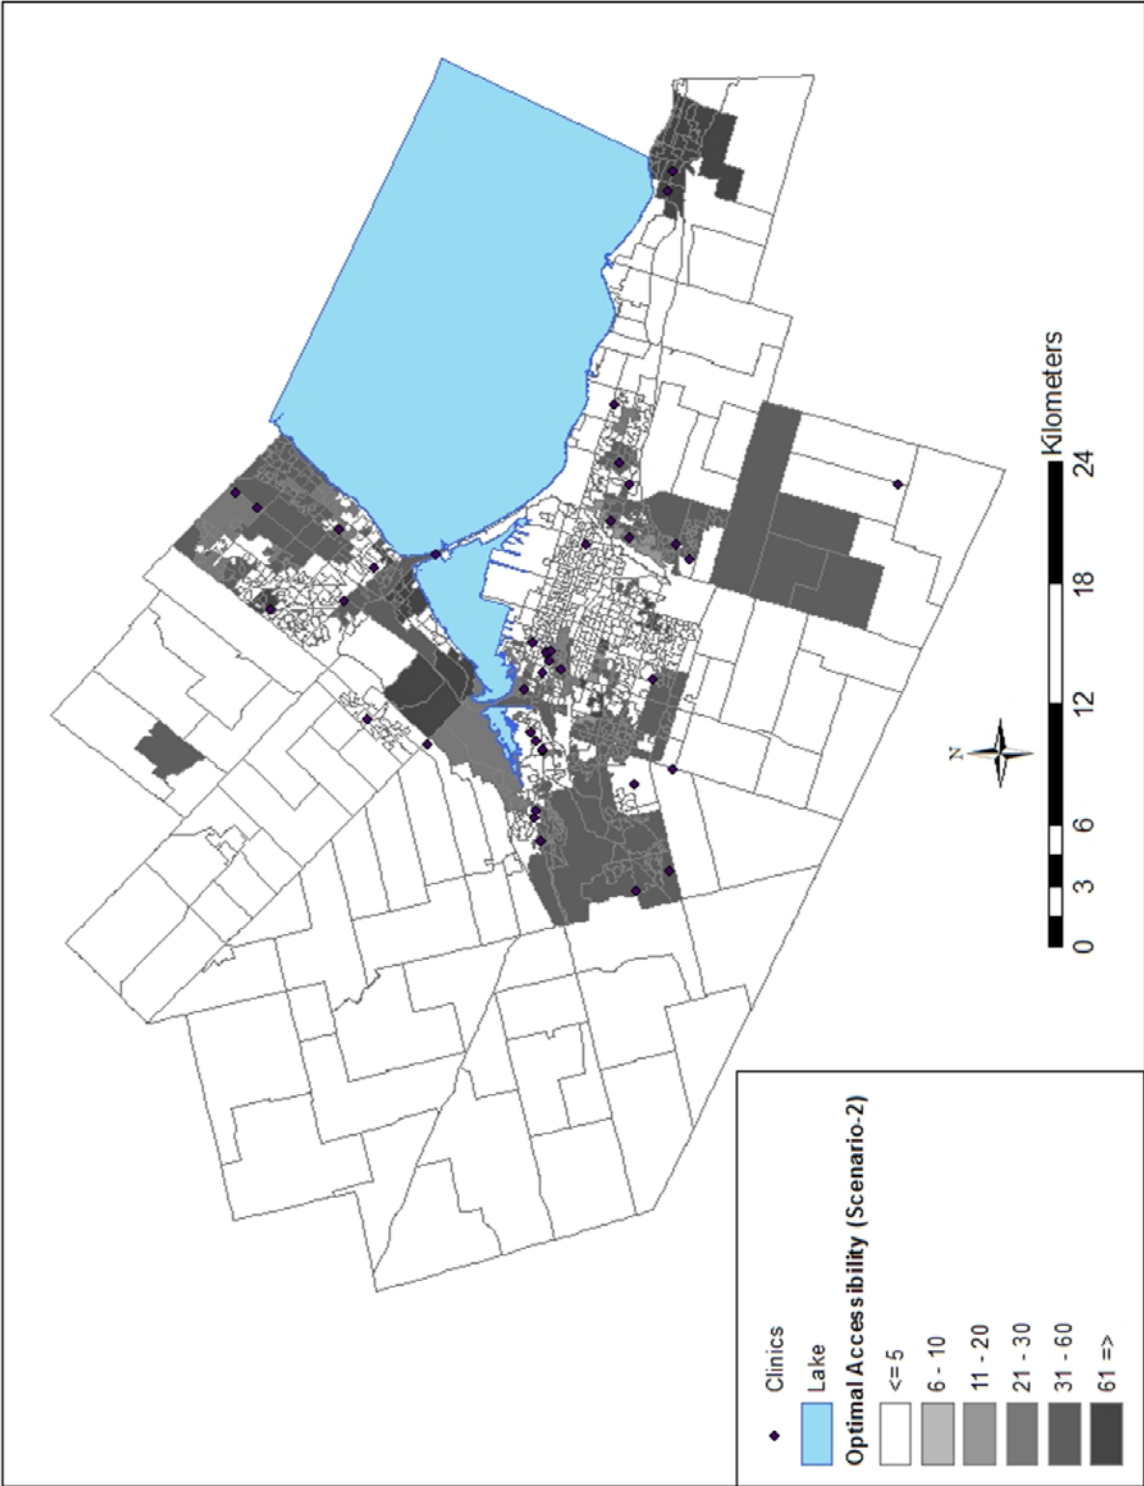 N
Clinics
Lake
Optimal Accessibility (Scenario-2)
<= 5
6 - 10
11 - 20
21 - 30
31 - 60
61 =>
0 3 6 12 18 24
Kilometers